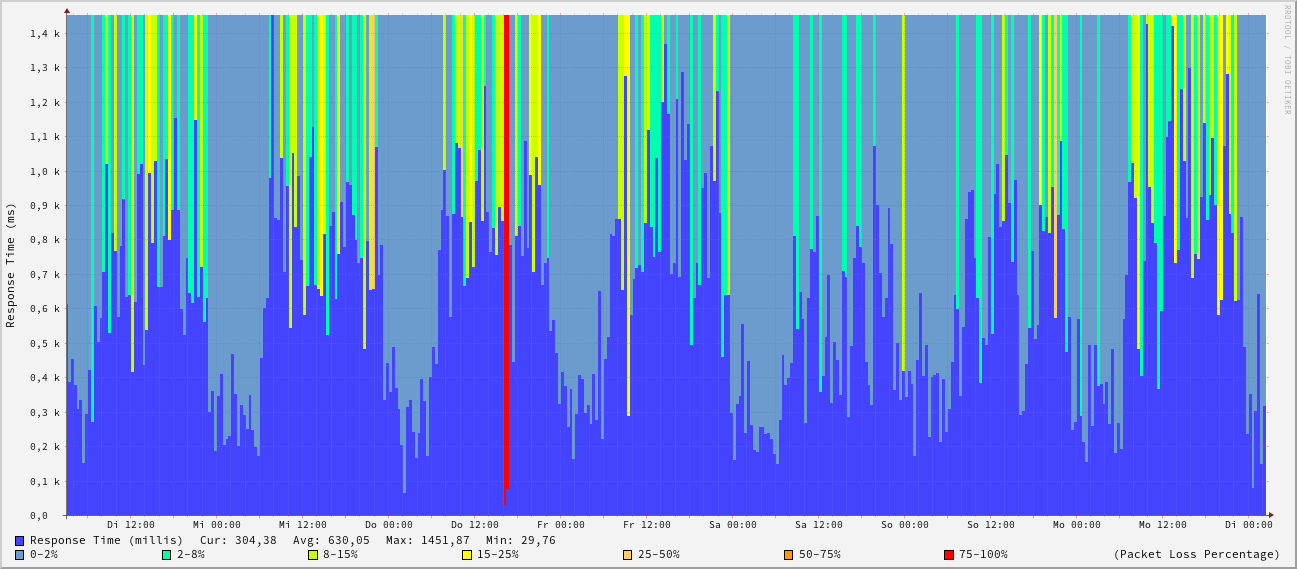 RRDTOOL / TOBI OETIKER
Response Time (ms)
1,4 k
1,3 k
1,2 k
1,1 k
1,0 k
0,9 k
0,8 k
0,7 k
0,6 k
0,5 k
0,4 k
0,3 k
0,2 k
0,1 k
0,0
Di 12:00 Mi 00:00 Mi 12:00 Do 00:00 Do 12:00 Fr 00:00 Fr 12:00 Sa 00:00 Sa 12:00 So 00:00 So 12:00 Mo 00:00 Mo 12:00 Di 00:00
Response Time (millis) Cur: 304,38 Avg: 630,05 Max: 1451,87 Min: 29,76
0-2% 2-8% 8-15% 15-25% 25-50% 50-75% 75-100% (Packet Loss Percentage)